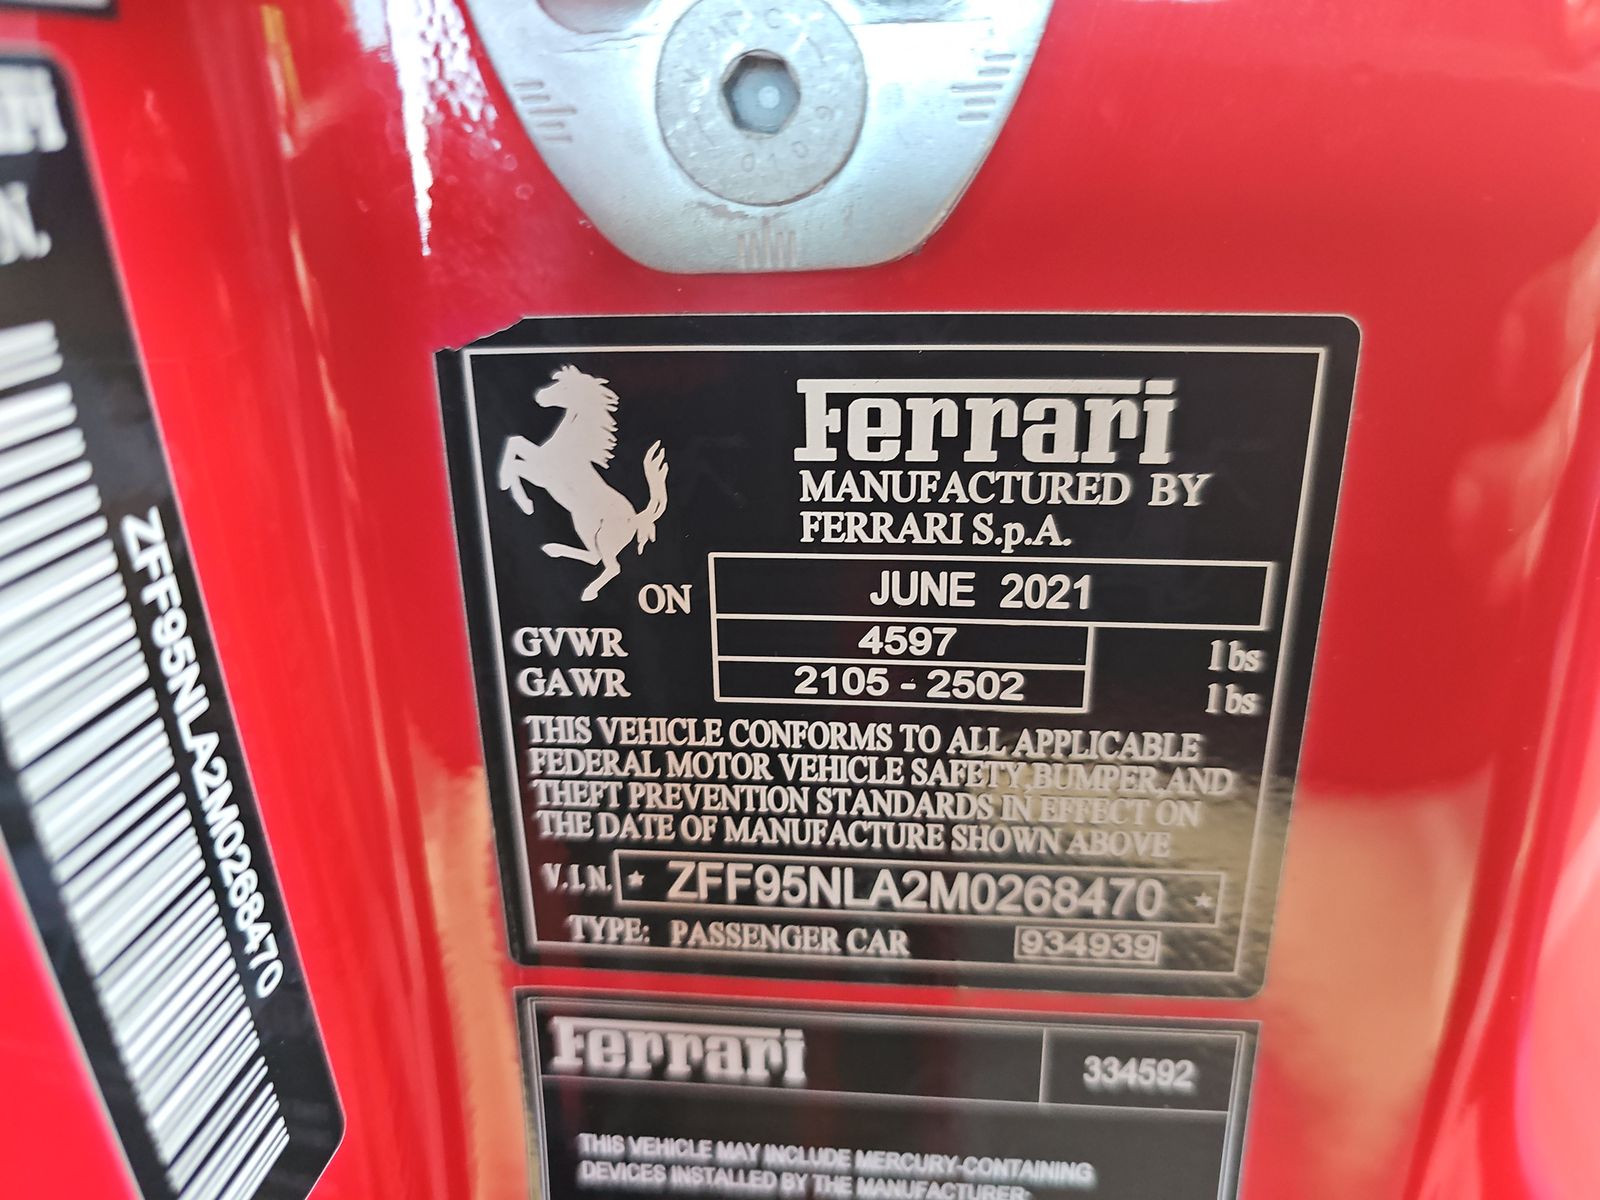 N.
ZFF95NLA2M0268470
Ferrari
MANUFACTURED BY
FERRARI S.p.A.
ON JUNE 2021
GVWR 4597 lbs
GAWR 2105 - 2502 lbs
THIS VEHICLE CONFORMS TO ALL APPLICABLE
FEDERAL MOTOR VEHICLE SAFETY,BUMPER,AND
THEFT PREVENTION STANDARDS IN EFFECT ON
THE DATE OF MANUFACTURE SHOWN ABOVE
V.I.N. * ZFF95NLA2M0268470 *
TYPE: PASSENGER CAR 934939
Ferrari 334592
THIS VEHICLE MAY INCLUDE MERCURY-CONTAINING
DEVICES INSTALLED BY THE MANUFACTURER-